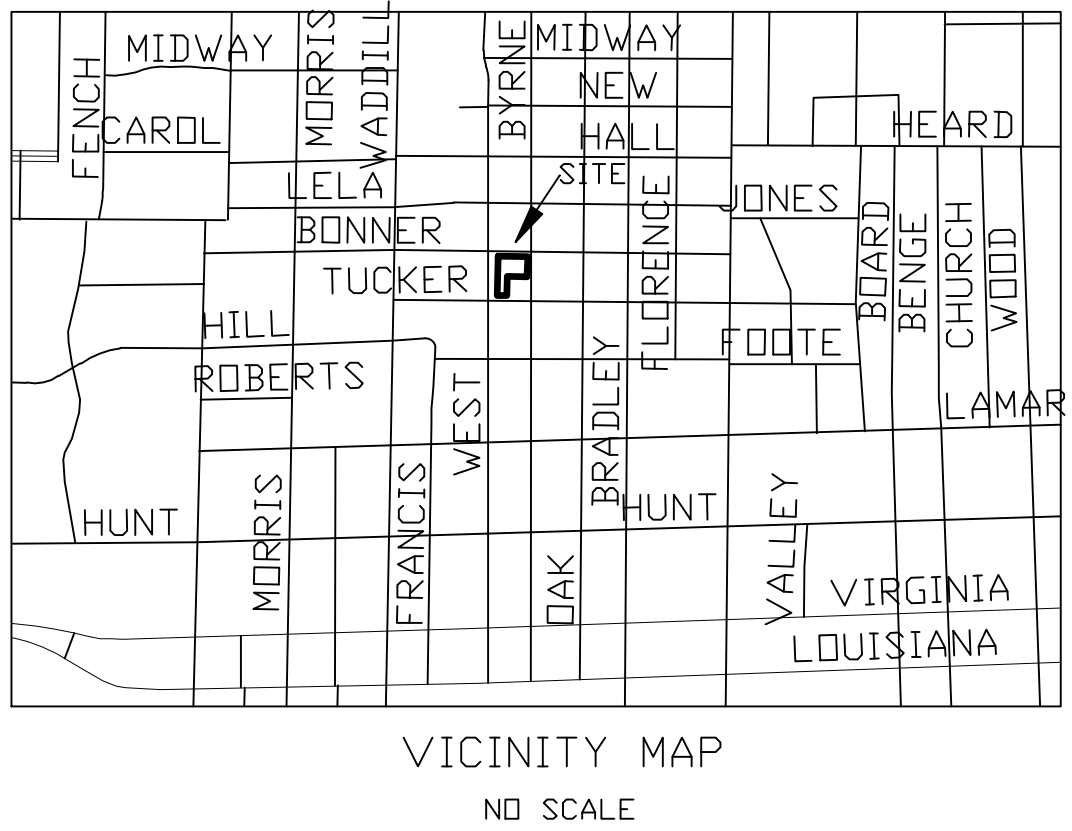 MIDWAY
MORRIS
WADDILL
BYRNE
MIDWAY
NEW
FENCH
CAROL
HALL
HEARD
SITE
LELA
FLORENCE
JONES
BONNER
BOARD
BENGE
CHURCH
WOOD
TUCKER
HILL
FOOTE
ROBERTS
WEST
BRADLEY
LAMAR
HUNT
MORRIS
FRANCIS
HUNT
VALLEY
OAK
VIRGINIA
LOUISIANA
VICINITY MAP
NO SCALE